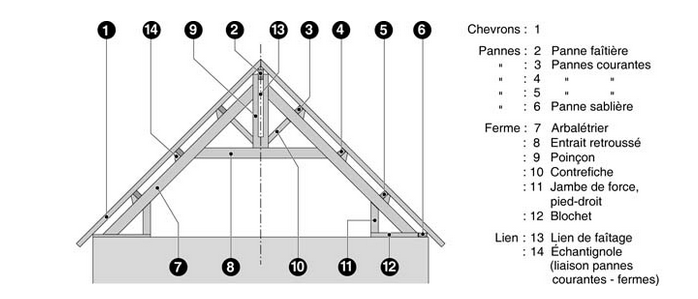 1 14 9 2 13 3 4 5 6
Chevrons : 1
Pannes : 2 Panne faîtière
" : 3 Pannes courantes
" : 4 " "
" : 5 " "
" : 6 Panne sablière
Ferme : 7 Arbalétrier
: 8 Entrait retroussé
: 9 Poinçon
: 10 Contrefiche
: 11 Jambe de force,
pied-droit
: 12 Blochet
Lien : 13 Lien de faîtage
: 14 Échantignole
(liaison pannes
courantes - fermes)
7 8 10 11 12